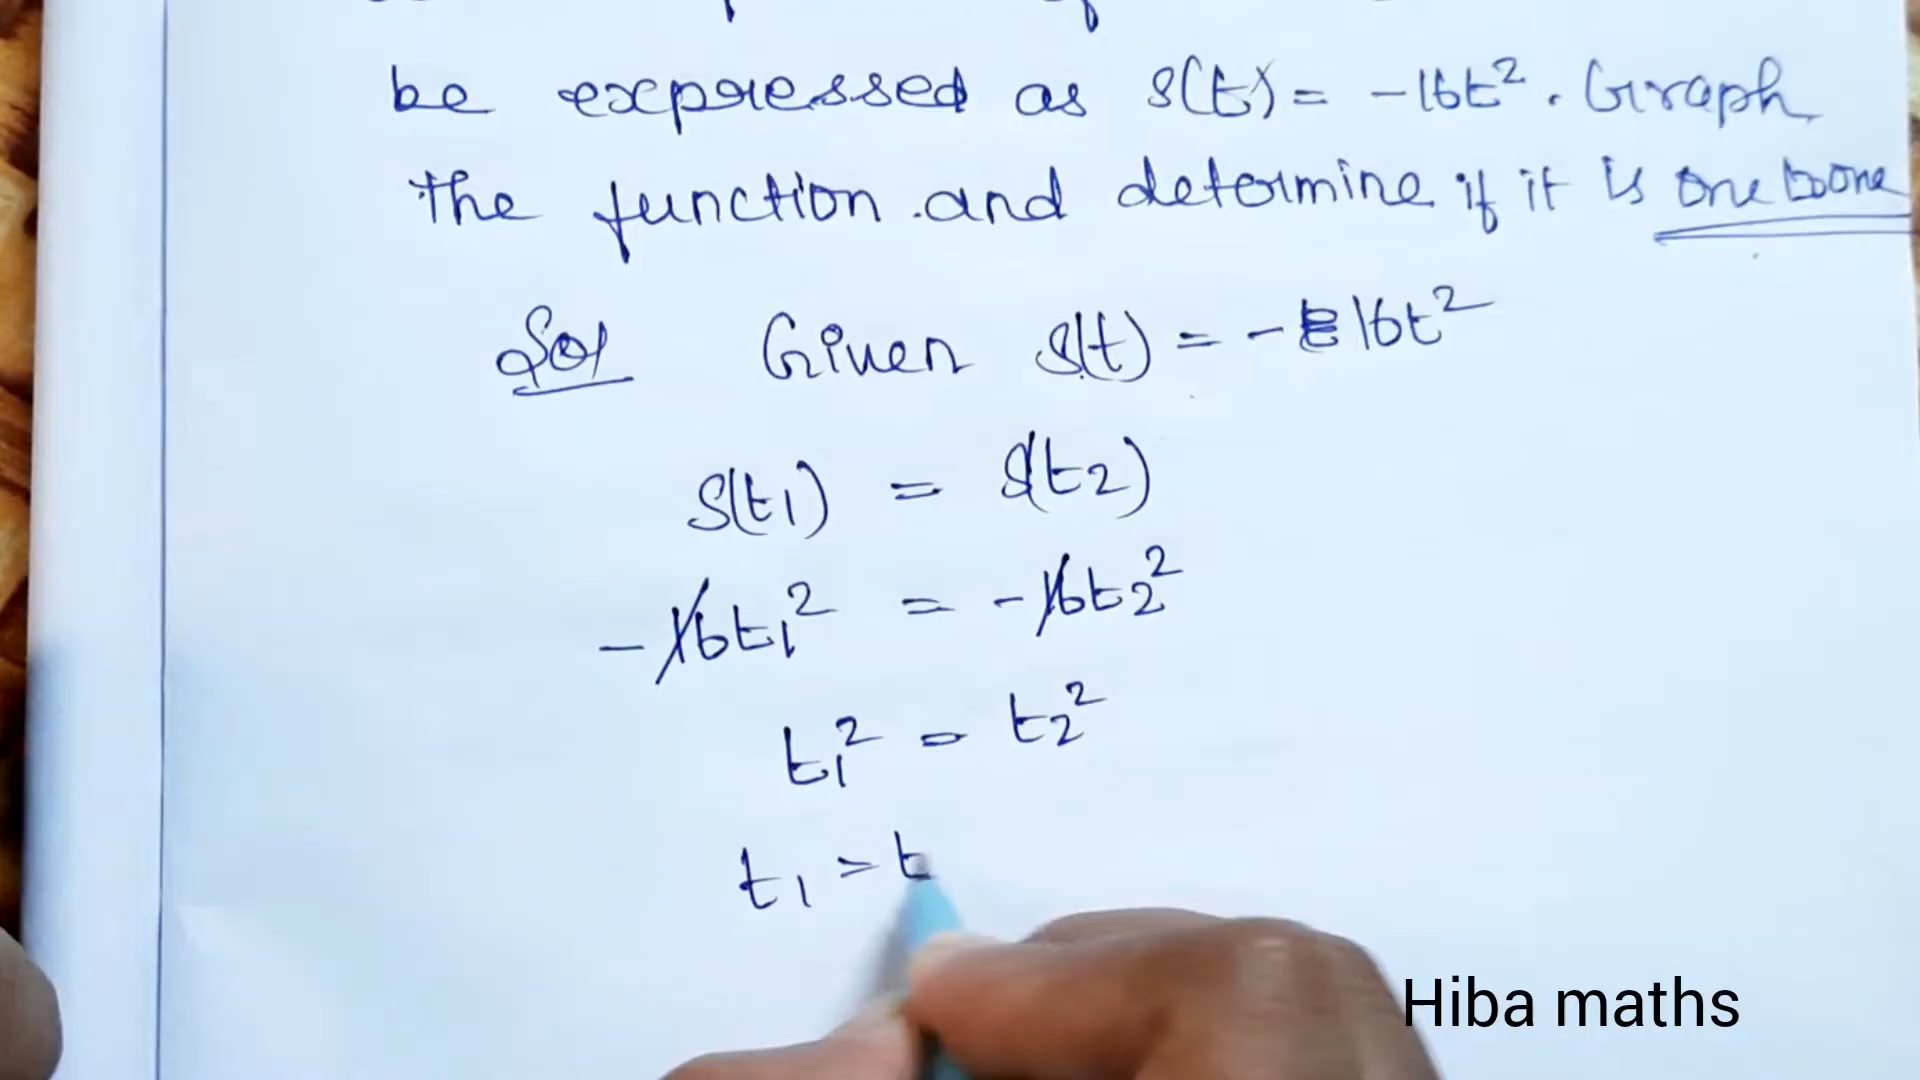 be expressed as s(t) = -16t². Graph
the function and determine if it is one to one
Sol Given s(t) = -16t²
s(t₁) = s(t₂)
-16t₁² = -16t₂²
t₁² = t₂²
t₁ = t
Hiba maths